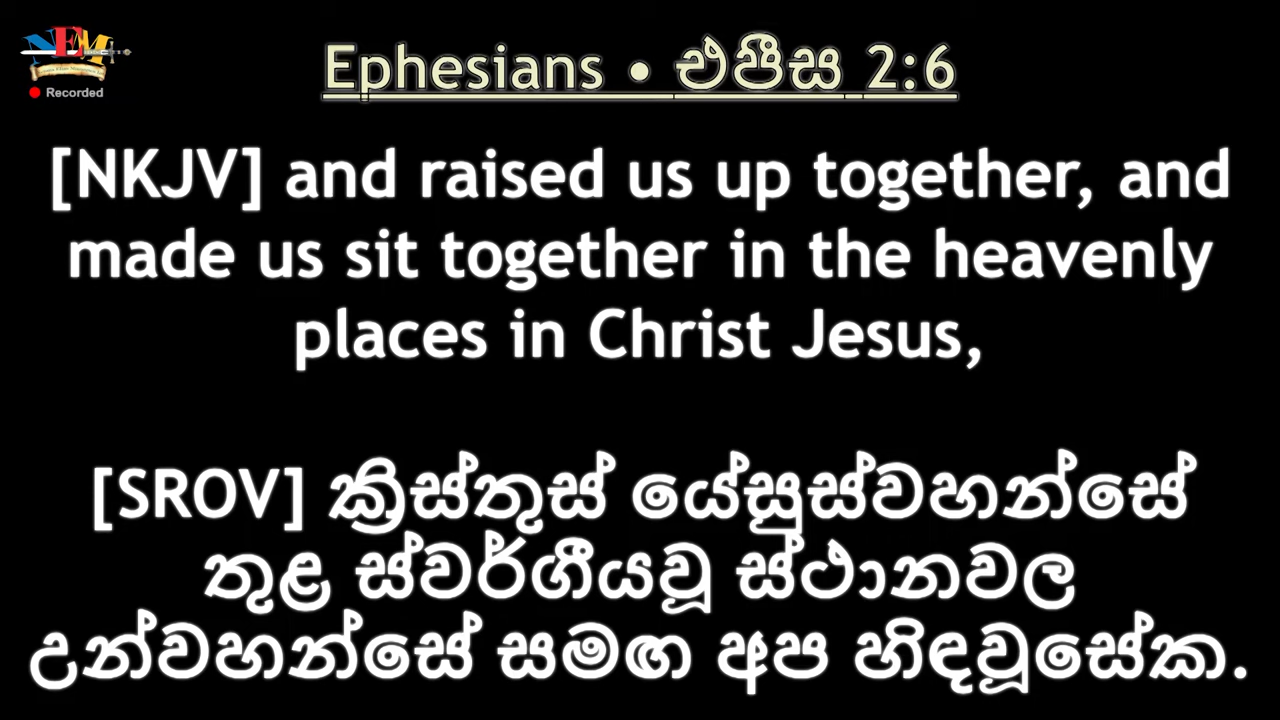 NEM
Recorded
Ephesians • එපීස 2:6
[NKJV] and raised us up together, and
made us sit together in the heavenly
places in Christ Jesus,
[SROV] ක්‍රිස්තුස් යේසුස්වහන්සේ
තුළ ස්වර්ගීයවූ ස්ථානවල
උන්වහන්සේ සමඟ අප හිඳවූසේක.